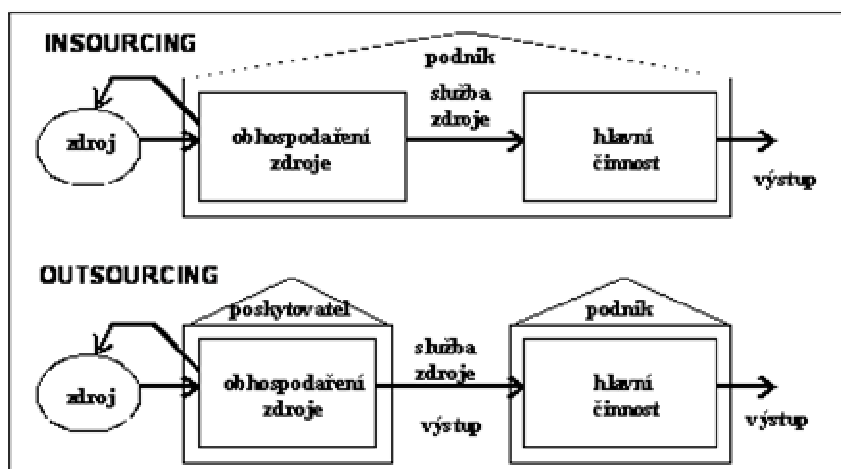 INSOURCING
podnik
služba
zdroje
zdroj
obhospodaření
zdroje
hlavní
činnost
výstup
OUTSOURCING
poskytovatel
podnik
služba
zdroje
zdroj
obhospodaření
zdroje
hlavní
činnost
výstup
výstup